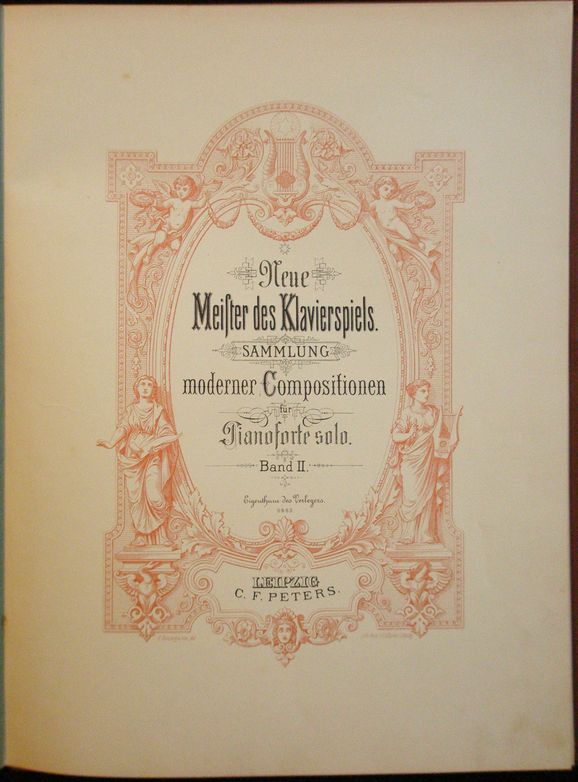 Neue
Meiſter des Klavierspiels.
SAMMLUNG
moderner Compositionen
für
Pianoforte solo.
Band II.
Eigenthum des Verlegers.
LEIPZIG
C. F. PETERS.